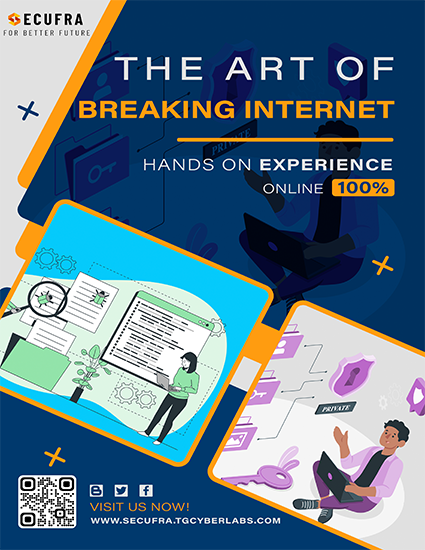 SECUFRA
FOR BETTER FUTURE
THE ART OF
BREAKING INTERNET
PRIVATE
HANDS ON EXPERIENCE
ONLINE 100%
PRIVATE
VISIT US NOW!
WWW.SECUFRA.TGCYBERLABS.COM